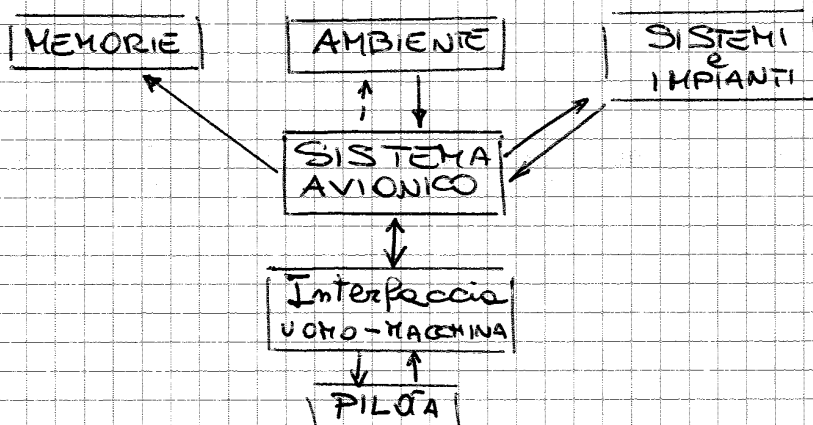 MEMORIE
AMBIENTE
SISTEMI
e
IMPIANTI
SISTEMA
AVIONICO
Interfaccia
UOMO-MACCHINA
PILOTA